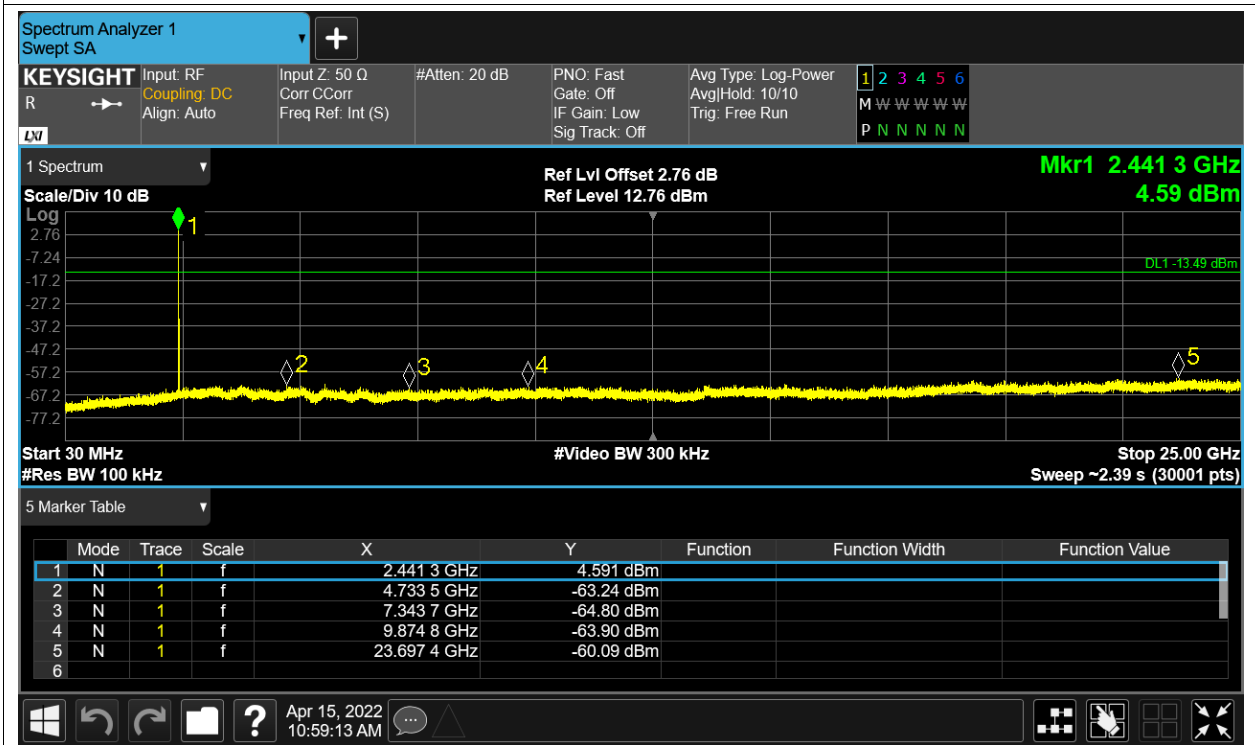 Spectrum Analyzer 1
Swept SA
KEYSIGHT
R
LXI
Input: RF
Coupling: DC
Align: Auto
Input Z: 50 Ω
Corr CCorr
Freq Ref: Int (S)
#Atten: 20 dB
PNO: Fast
Gate: Off
IF Gain: Low
Sig Track: Off
Avg Type: Log-Power
Avg|Hold: 10/10
Trig: Free Run
1 2 3 4 5 6
M W W W W W
P N N N N N
1 Spectrum
Scale/Div 10 dB
Ref Lvl Offset 2.76 dB
Ref Level 12.76 dBm
Mkr1 2.441 3 GHz
4.59 dBm
Log
2.76
-7.24
-17.2
-27.2
-37.2
-47.2
-57.2
-67.2
-77.2
1
DL1 -13.49 dBm
2
3
4
5
Start 30 MHz
#Video BW 300 kHz
Stop 25.00 GHz
#Res BW 100 kHz
Sweep ~2.39 s (30001 pts)
5 Marker Table
Mode Trace Scale X Y Function Function Width Function Value
1 N 1 f 2.441 3 GHz 4.591 dBm
2 N 1 f 4.733 5 GHz -63.24 dBm
3 N 1 f 7.343 7 GHz -64.80 dBm
4 N 1 f 9.874 8 GHz -63.90 dBm
5 N 1 f 23.697 4 GHz -60.09 dBm
6
?
Apr 15, 2022
10:59:13 AM